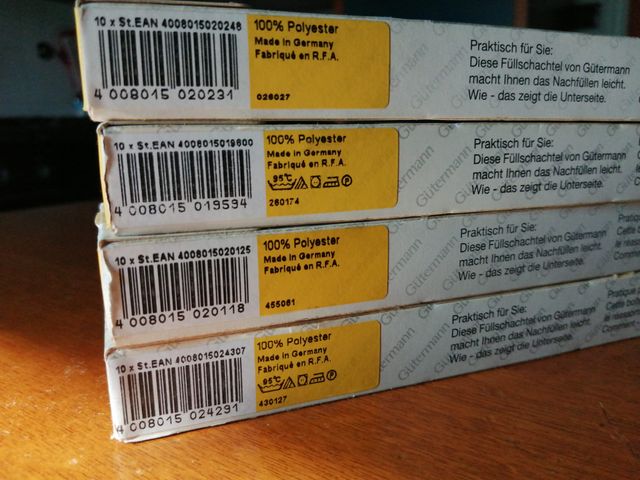 10 x St.EAN 4008015020248
4 008015 020231
100% Polyester
Made in Germany
Fabriqué en R.F.A.
026027
Praktisch für Sie:
Diese Füllschachtel von Gütermann
macht Ihnen das Nachfüllen leicht.
Wie - das zeigt die Unterseite.
10 x St.EAN 4008015019600
4 008015 019594
100% Polyester
Made in Germany
Fabriqué en R.F.A.
95°C
260174
Gütermann
Praktisch für Sie:
Diese Füllschachtel von Gütermann
macht Ihnen das Nachfüllen leicht.
Wie - das zeigt die Unterseite.
10 x St.EAN 4008015020125
4 008015 020118
100% Polyester
Made in Germany
Fabriqué en R.F.A.
455061
Gütermann
Praktisch für Sie:
Diese Füllschachtel von Gütermann
macht Ihnen das Nachfüllen leicht.
Wie - das zeigt die Unterseite.
10 x St.EAN 4008015024307
4 008015 024291
100% Polyester
Made in Germany
Fabriqué en R.F.A.
95°C
430127
Gütermann
Praktisch für Sie:
Diese Füllschachtel von Gütermann
macht Ihnen das Nachfüllen leicht.
Wie - das zeigt die Unterseite.